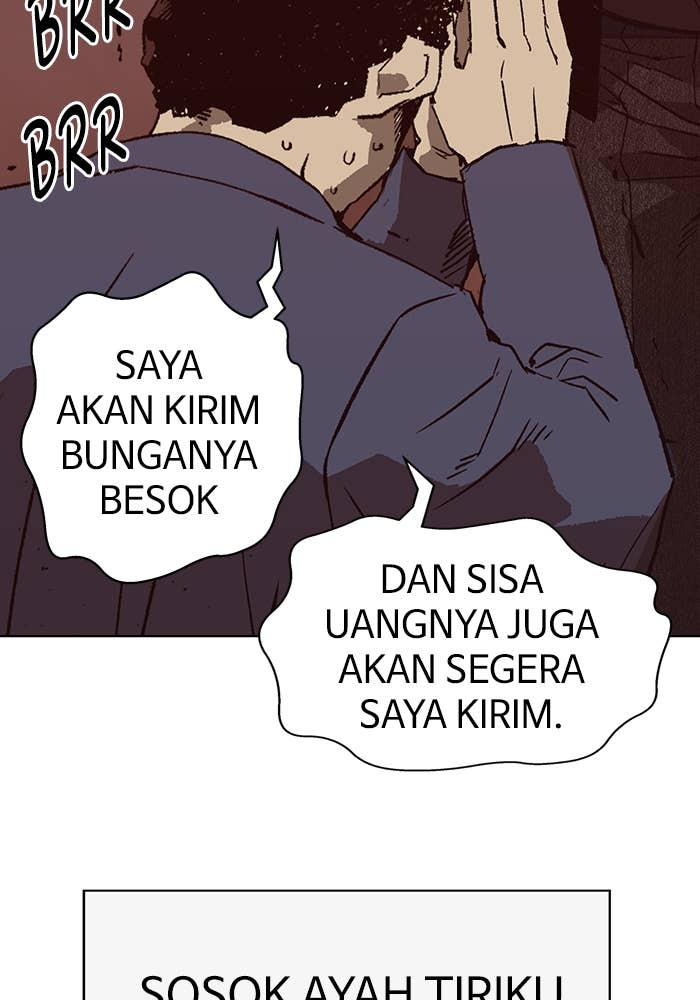 BRR
BRR
SAYA
AKAN KIRIM
BUNGANYA
BESOK
DAN SISA
UANGNYA JUGA
AKAN SEGERA
SAYA KIRIM.
SOSOK AYAH TIRIKU